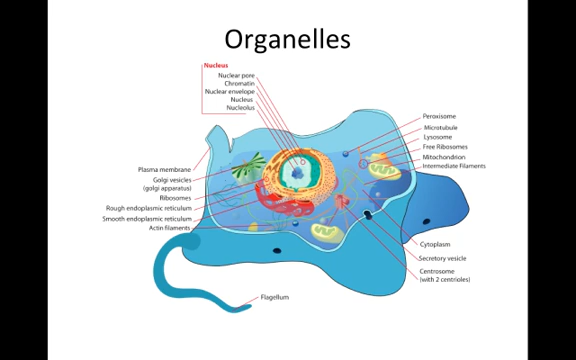 Organelles
Nucleus
Nuclear pore
Chromatin
Nuclear envelope
Nucleus
Nucleolus
Plasma membrane
Golgi vesicles
(golgi apparatus)
Ribosomes
Rough endoplasmic reticulum
Smooth endoplasmic reticulum
Actin filaments
Peroxisome
Microtubule
Lysosome
Free Ribosomes
Mitochondrion
Intermediate Filaments
Cytoplasm
Secretory vesicle
Centrosome
(with 2 centrioles)
Flagellum